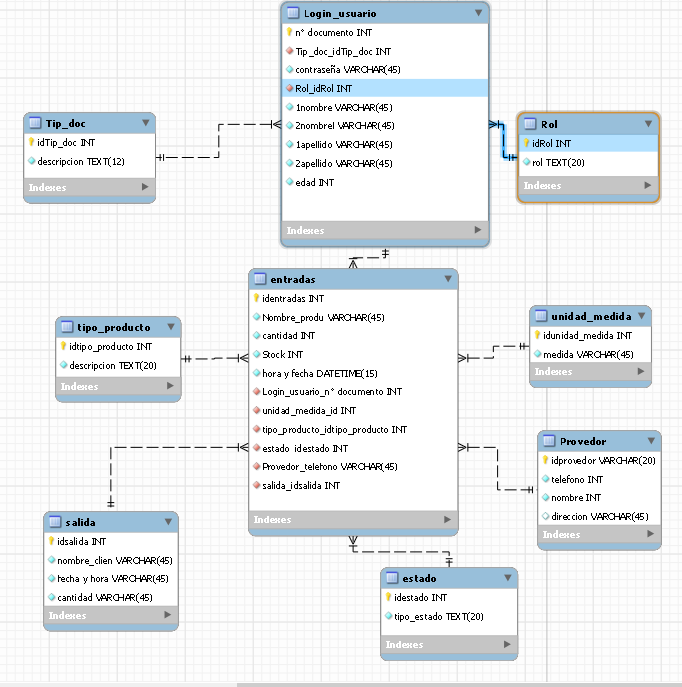 Login_usuario
n° documento INT
Tip_doc_idTip_doc INT
contraseña VARCHAR(45)
Rol_idRol INT
1nombre VARCHAR(45)
2nombrel VARCHAR(45)
1apellido VARCHAR(45)
2apellido VARCHAR(45)
edad INT
Indexes
Tip_doc
idTip_doc INT
descripcion TEXT(12)
Indexes
Rol
idRol INT
rol TEXT(20)
Indexes
entradas
identradas INT
Nombre_produ VARCHAR(45)
cantidad INT
Stock INT
hora y fecha DATETIME(15)
Login_usuario_n° documento INT
unidad_medida_id INT
tipo_producto_idtipo_producto INT
estado_idestado INT
Provedor_telefono VARCHAR(45)
salida_idsalida INT
Indexes
tipo_producto
idtipo_producto INT
descripcion TEXT(20)
Indexes
unidad_medida
idunidad_medida INT
medida VARCHAR(45)
Indexes
Provedor
idprovedor VARCHAR(20)
telefono INT
nombre INT
direccion VARCHAR(45)
Indexes
salida
idsalida INT
nombre_clien VARCHAR(45)
fecha y hora VARCHAR(45)
cantidad VARCHAR(45)
Indexes
estado
idestado INT
tipo_estado TEXT(20)
Indexes